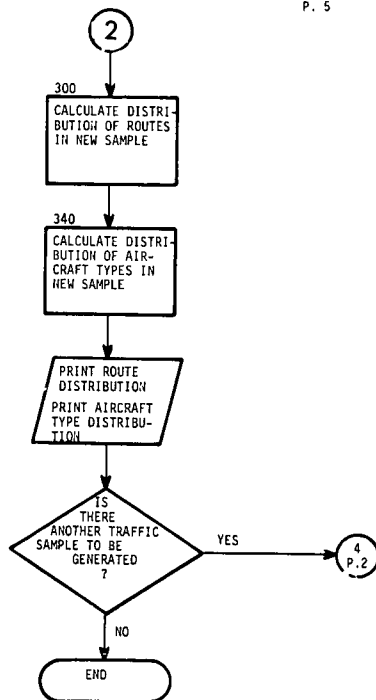 P. 5
2
300
CALCULATE DISTRI-
BUTION OF ROUTES
IN NEW SAMPLE
340
CALCULATE DISTRI-
BUTION OF AIR-
CRAFT TYPES IN
NEW SAMPLE
PRINT ROUTE
DISTRIBUTION
PRINT AIRCRAFT
TYPE DISTRIBU-
TION
IS
THERE
ANOTHER TRAFFIC
SAMPLE TO BE
GENERATED
?
YES
4
P.2
NO
END